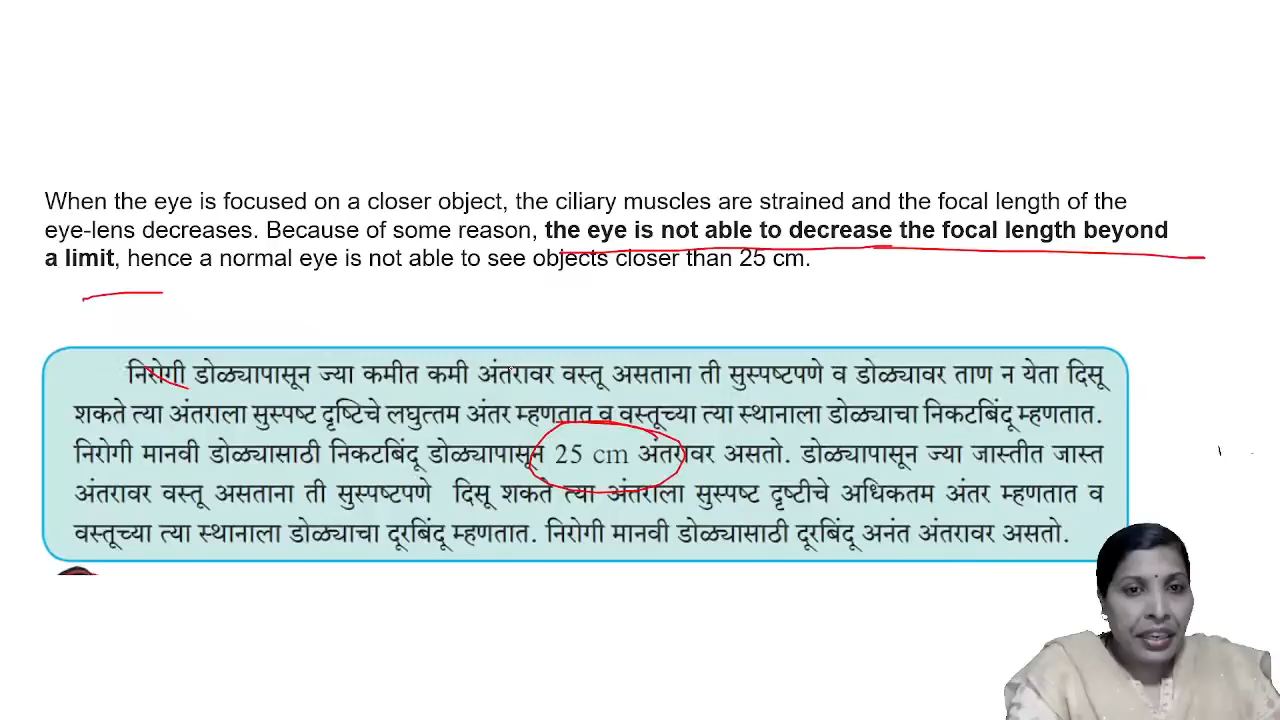 When the eye is focused on a closer object, the ciliary muscles are strained and the focal length of the
eye-lens decreases. Because of some reason, the eye is not able to decrease the focal length beyond
a limit, hence a normal eye is not able to see objects closer than 25 cm.
निरोगी डोळ्यापासून ज्या कमीत कमी अंतरावर वस्तू असताना ती सुस्पष्टपणे व डोळ्यावर ताण न येता दिसू
शकते त्या अंतराला सुस्पष्ट दृष्टिचे लघुत्तम अंतर म्हणतात व वस्तूच्या त्या स्थानाला डोळ्याचा निकटबिंदू म्हणतात.
निरोगी मानवी डोळ्यासाठी निकटबिंदू डोळ्यापासून 25 cm अंतरावर असतो. डोळ्यापासून ज्या जास्तीत जास्त
अंतरावर वस्तू असताना ती सुस्पष्टपणे दिसू शकते त्या अंतराला सुस्पष्ट दृष्टीचे अधिकतम अंतर म्हणतात व
वस्तूच्या त्या स्थानाला डोळ्याचा दूरबिंदू म्हणतात. निरोगी मानवी डोळ्यासाठी दूरबिंदू अनंत अंतरावर असतो.